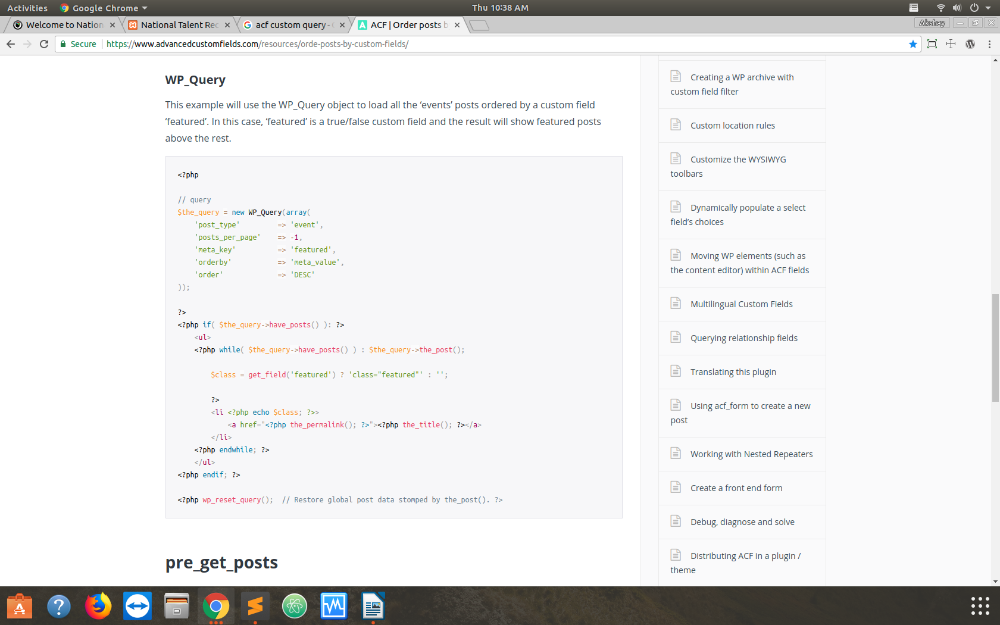 Activities
Google Chrome
Thu 10:38 AM
Welcome to Nation
National Talent Rec
acf custom query - G
ACF | Order posts b
Akshay
Secure
https://www.advancedcustomfields.com/resources/orde-posts-by-custom-fields/
WP_Query
This example will use the WP_Query object to load all the ‘events’ posts ordered by a custom field
‘featured’. In this case, ‘featured’ is a true/false custom field and the result will show featured posts
above the rest.
<?php
// query
$the_query = new WP_Query(array(
'post_type' => 'event',
'posts_per_page' => -1,
'meta_key' => 'featured',
'orderby' => 'meta_value',
'order' => 'DESC'
));
?>
<?php if( $the_query->have_posts() ): ?>
<ul>
<?php while( $the_query->have_posts() ) : $the_query->the_post();
$class = get_field('featured') ? 'class="featured"' : '';
?>
<li <?php echo $class; ?>>
<a href="<?php the_permalink(); ?>"><?php the_title(); ?></a>
</li>
<?php endwhile; ?>
</ul>
<?php endif; ?>
<?php wp_reset_query(); // Restore global post data stomped by the_post(). ?>
pre_get_posts
Creating a WP archive with
custom field filter
Custom location rules
Customize the WYSIWYG
toolbars
Dynamically populate a select
field’s choices
Moving WP elements (such as
the content editor) within ACF fields
Multilingual Custom Fields
Querying relationship fields
Translating this plugin
Using acf_form to create a new
post
Working with Nested Repeaters
Create a front end form
Debug, diagnose and solve
Distributing ACF in a plugin /
theme